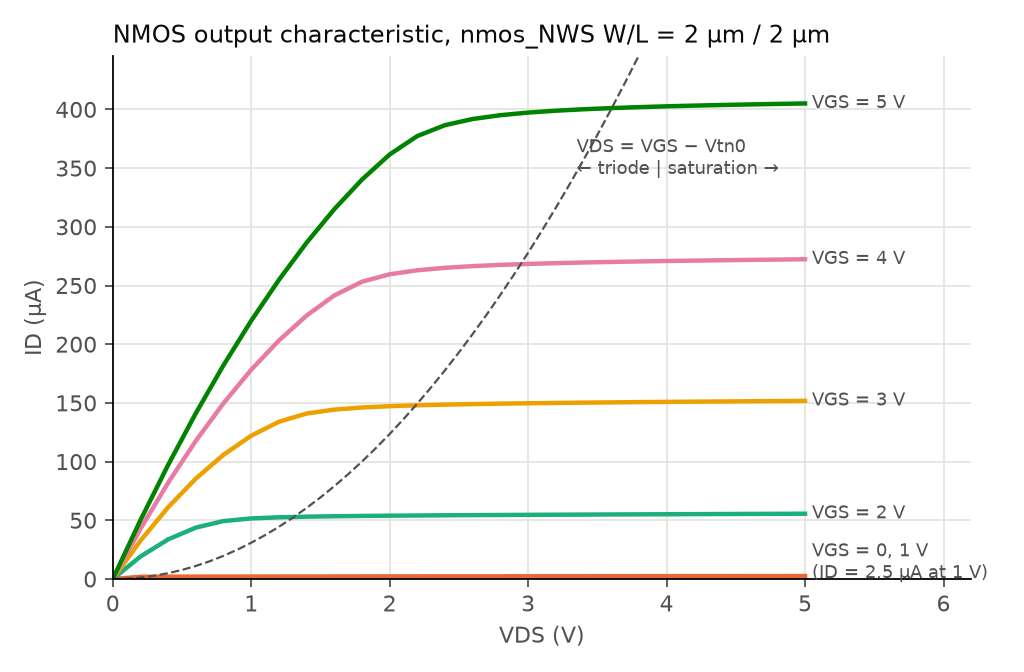 NMOS output characteristic, nmos_NWS W/L = 2 µm / 2 µm
ID (µA)
400
350
300
250
200
150
100
50
0
VGS = 5 V
VDS = VGS − Vtn0
← triode | saturation →
VGS = 4 V
VGS = 3 V
VGS = 2 V
VGS = 0, 1 V
(ID = 2.5 µA at 1 V)
0 1 2 3 4 5 6
VDS (V)